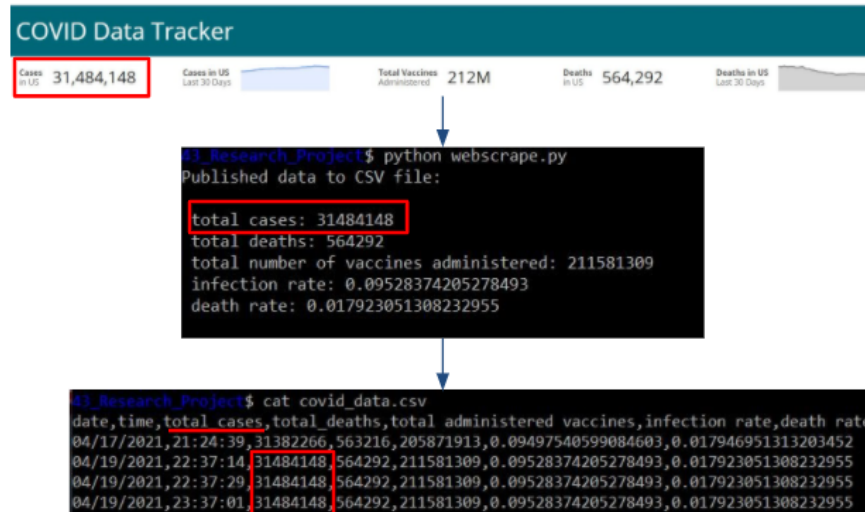 COVID Data Tracker
Cases in US 31,484,148 Cases in US Last 30 Days Total Vaccines Administered 212M Deaths in US 564,292 Deaths in US Last 30 Days
43_Research_Project$ python webscrape.py
Published data to CSV file:
total cases: 31484148
total deaths: 564292
total number of vaccines administered: 211581309
infection rate: 0.09528374205278493
death rate: 0.017923051308232955
43_Research_Project$ cat covid_data.csv
date,time,total cases,total_deaths,total administered vaccines,infection rate,death rate
04/17/2021,21:24:39,31382266,563216,205871913,0.09497540599084603,0.017946951313203452
04/19/2021,22:37:14,31484148,564292,211581309,0.09528374205278493,0.017923051308232955
04/19/2021,22:37:29,31484148,564292,211581309,0.09528374205278493,0.017923051308232955
04/19/2021,23:37:01,31484148,564292,211581309,0.09528374205278493,0.017923051308232955